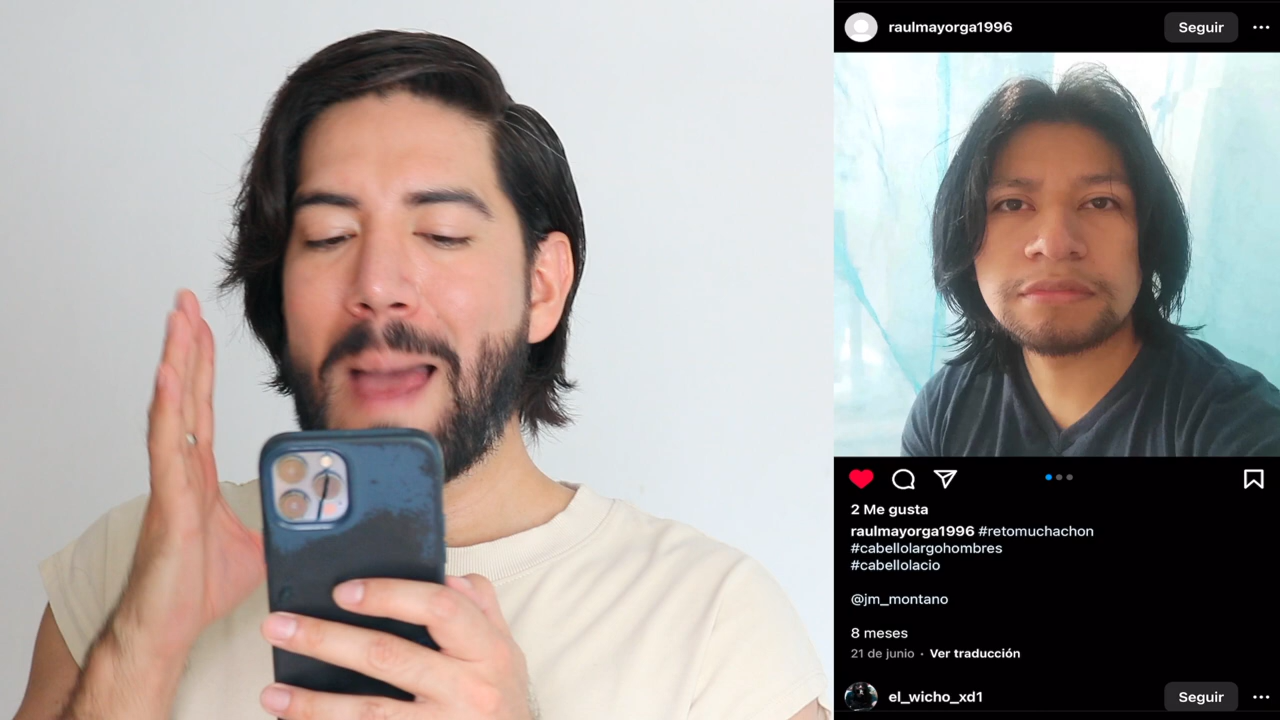 raulmayorga1996
Seguir
2 Me gusta
raulmayorga1996 #retomuchachon
#cabellolargohombres
#cabellolacio
@jm_montano
8 meses
21 de junio · Ver traducción
el_wicho_xd1
Seguir